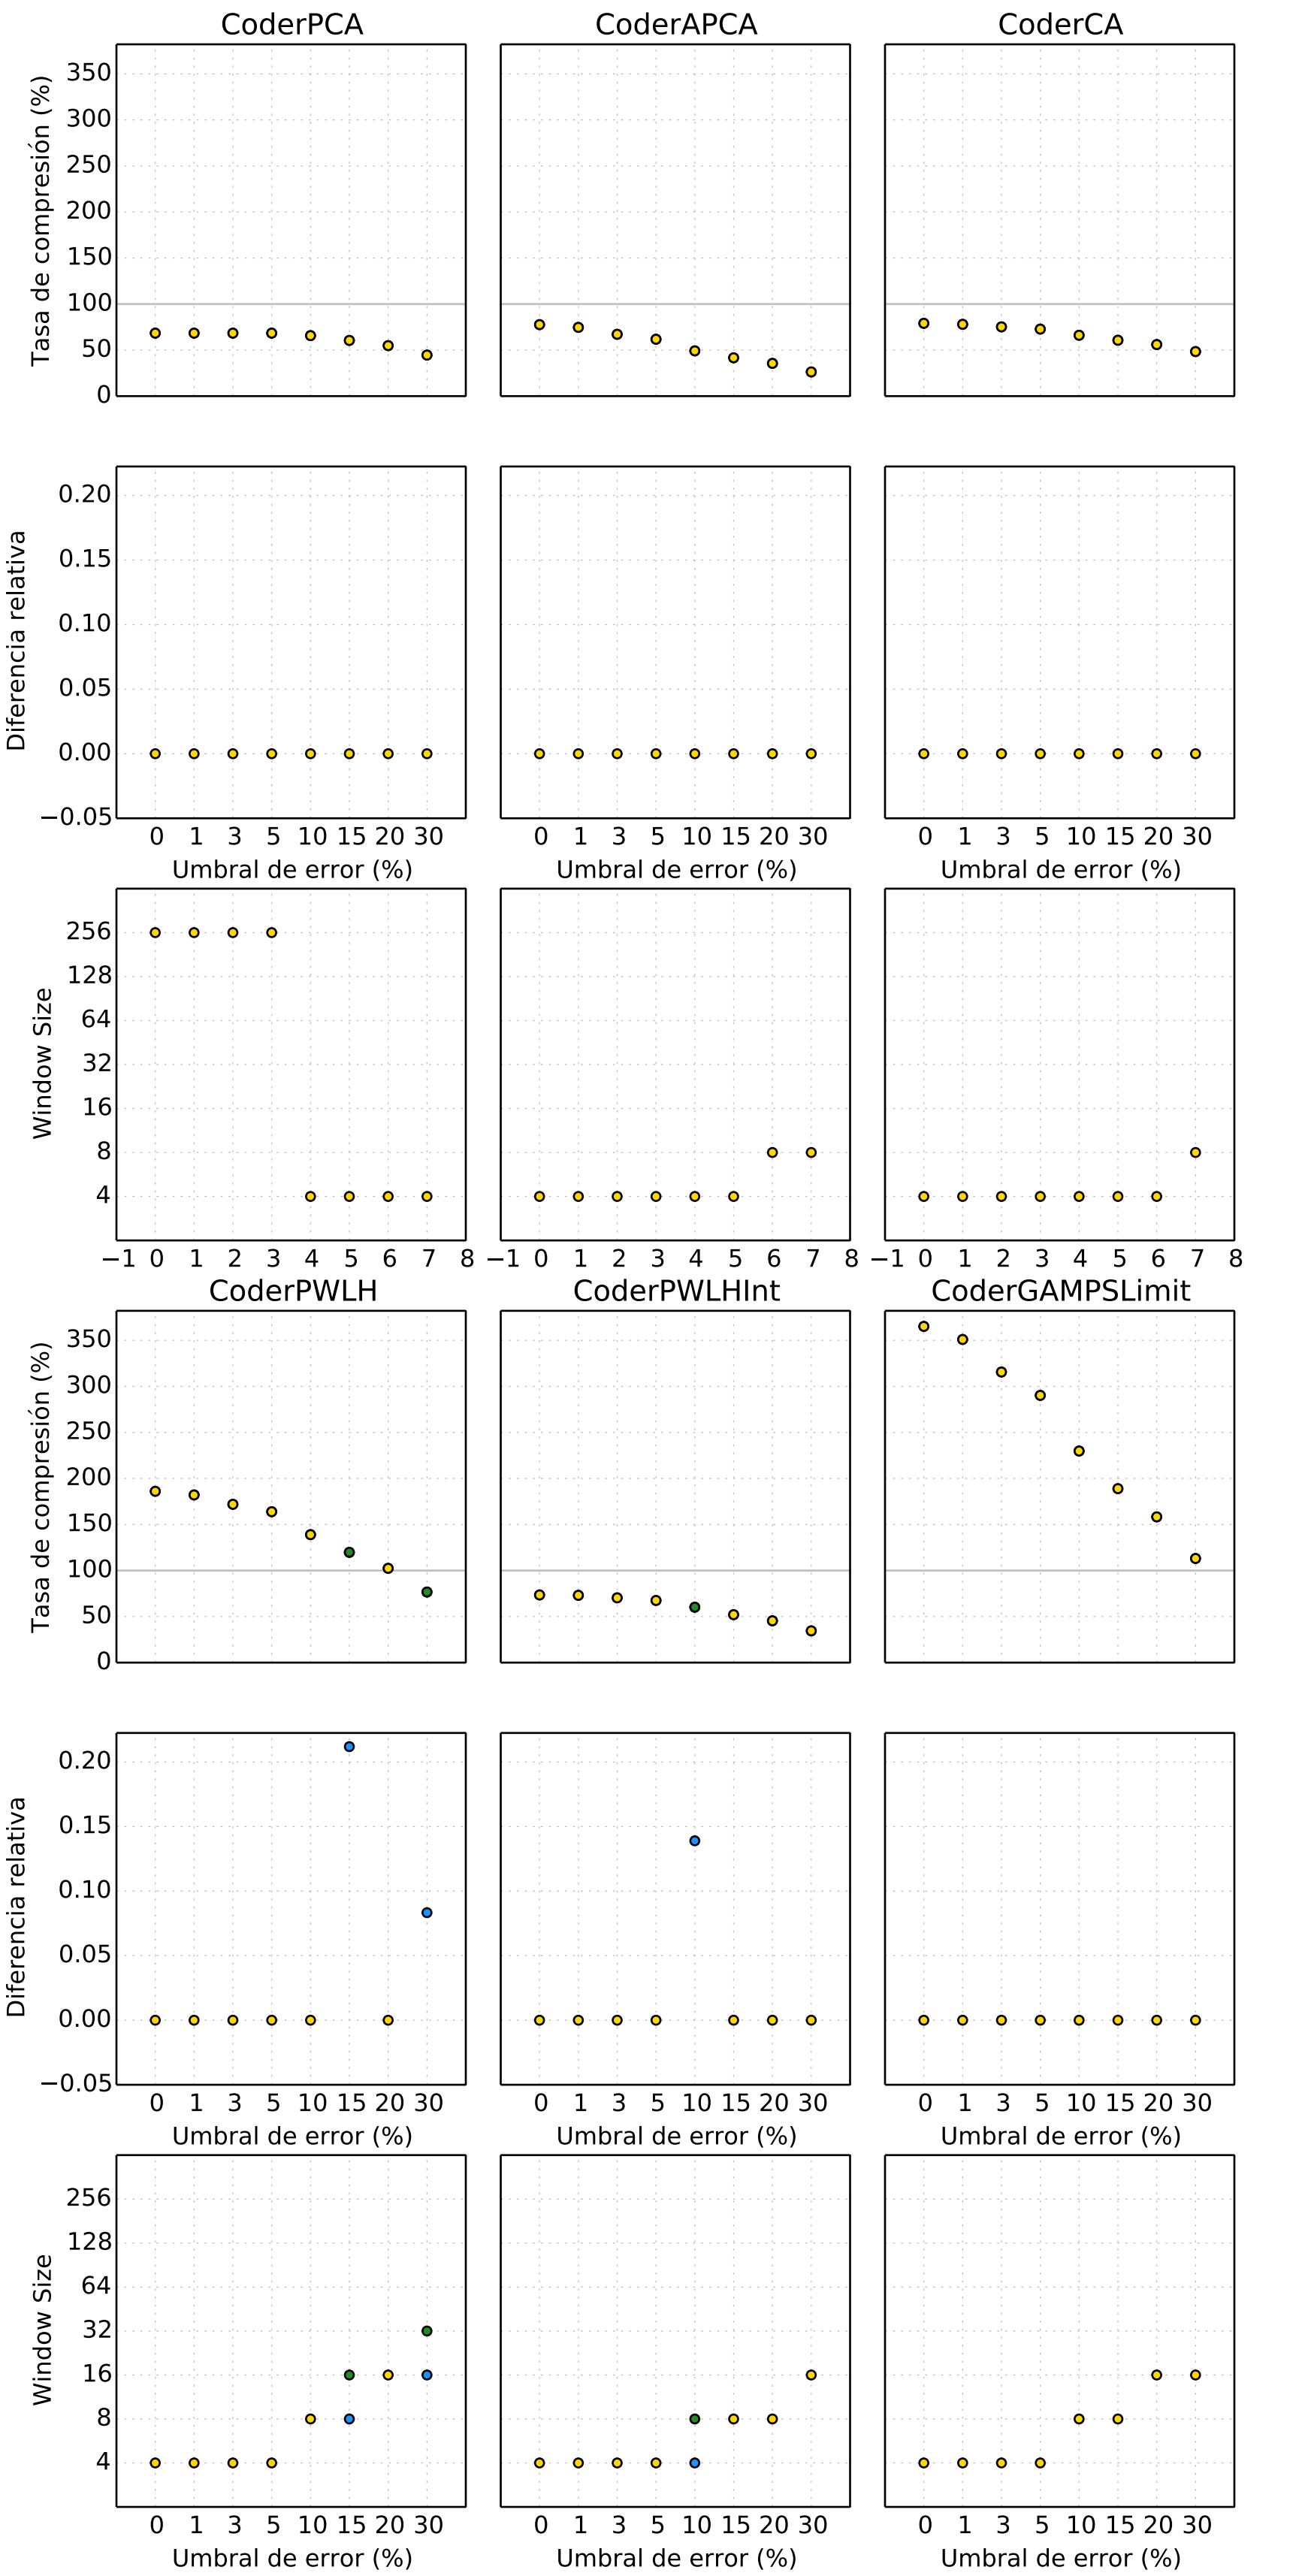 CoderPCA CoderAPCA CoderCA
Tasa de compresión (%)
350
300
250
200
150
100
50
0
Diferencia relativa
0.20
0.15
0.10
0.05
0.00
−0.05
0 1 3 5 10 15 20 30 0 1 3 5 10 15 20 30 0 1 3 5 10 15 20 30
Umbral de error (%) Umbral de error (%) Umbral de error (%)
Window Size
256
128
64
32
16
8
4
−1 0 1 2 3 4 5 6 7 8 −1 0 1 2 3 4 5 6 7 8 −1 0 1 2 3 4 5 6 7 8
CoderPWLH CoderPWLHInt CoderGAMPSLimit
Tasa de compresión (%)
350
300
250
200
150
100
50
0
Diferencia relativa
0.20
0.15
0.10
0.05
0.00
−0.05
0 1 3 5 10 15 20 30 0 1 3 5 10 15 20 30 0 1 3 5 10 15 20 30
Umbral de error (%) Umbral de error (%) Umbral de error (%)
Window Size
256
128
64
32
16
8
4
0 1 3 5 10 15 20 30 0 1 3 5 10 15 20 30 0 1 3 5 10 15 20 30
Umbral de error (%) Umbral de error (%) Umbral de error (%)